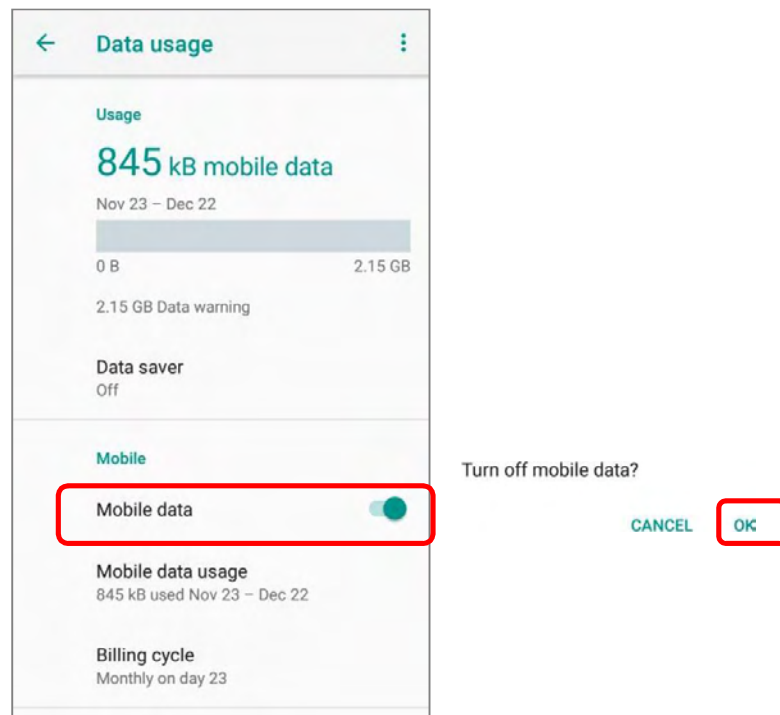 Data usage
Usage
845 kB mobile data
Nov 23 – Dec 22
0 B 2.15 GB
2.15 GB Data warning
Data saver
Off
Mobile
Mobile data
Mobile data usage
845 kB used Nov 23 – Dec 22
Billing cycle
Monthly on day 23
Turn off mobile data?
CANCEL OK